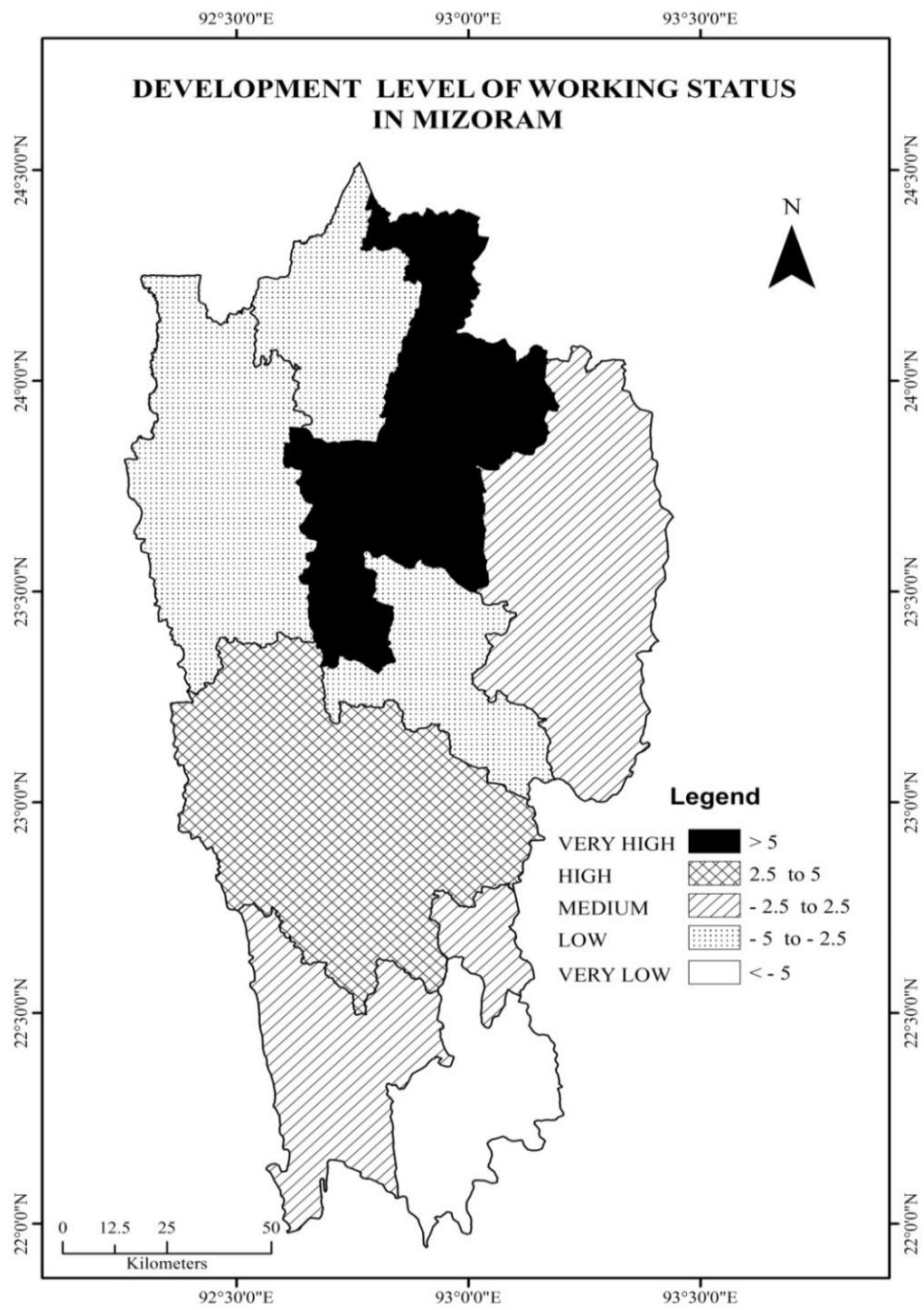 92°30'0"E 93°0'0"E 93°30'0"E
DEVELOPMENT LEVEL OF WORKING STATUS
IN MIZORAM
24°30'0"N 24°30'0"N
N
24°0'0"N 24°0'0"N
23°30'0"N 23°30'0"N
23°0'0"N 23°0'0"N
Legend
VERY HIGH > 5
HIGH 2.5 to 5
MEDIUM - 2.5 to 2.5
LOW - 5 to - 2.5
VERY LOW < - 5
22°30'0"N 22°30'0"N
22°0'0"N 22°0'0"N
0 12.5 25 50
Kilometers
92°30'0"E 93°0'0"E 93°30'0"E